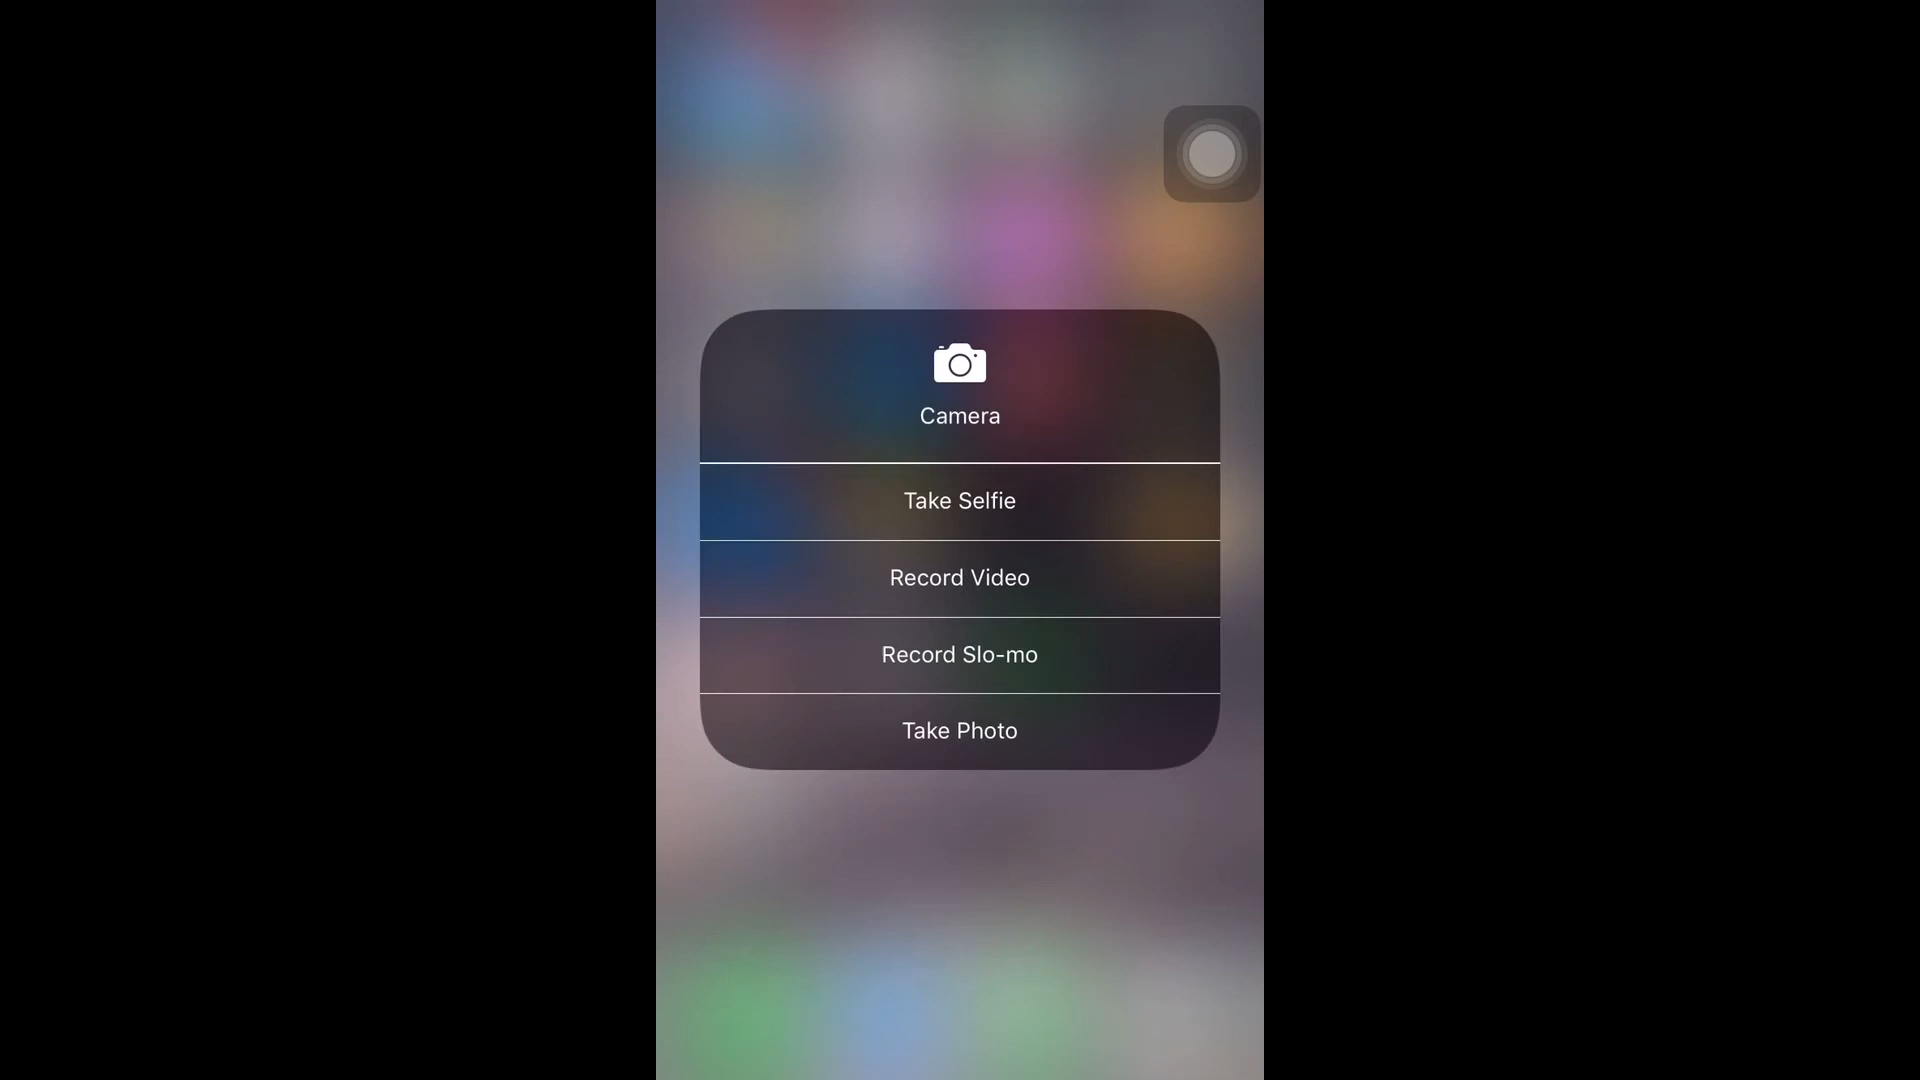 Camera
Take Selfie
Record Video
Record Slo-mo
Take Photo